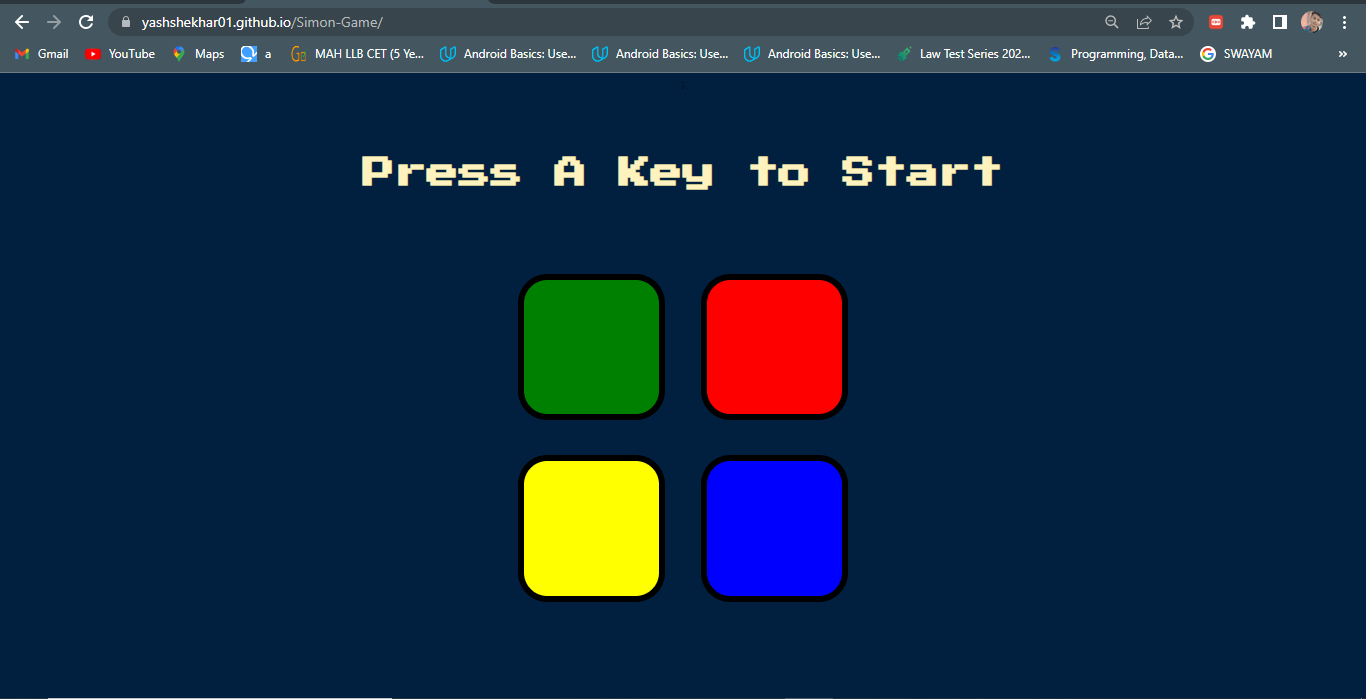 yashshekhar01.github.io/Simon-Game/
Gmail YouTube Maps a MAH LLB CET (5 Ye... Android Basics: Use... Android Basics: Use... Android Basics: Use... Law Test Series 202... Programming, Data... SWAYAM »
Press A Key to Start